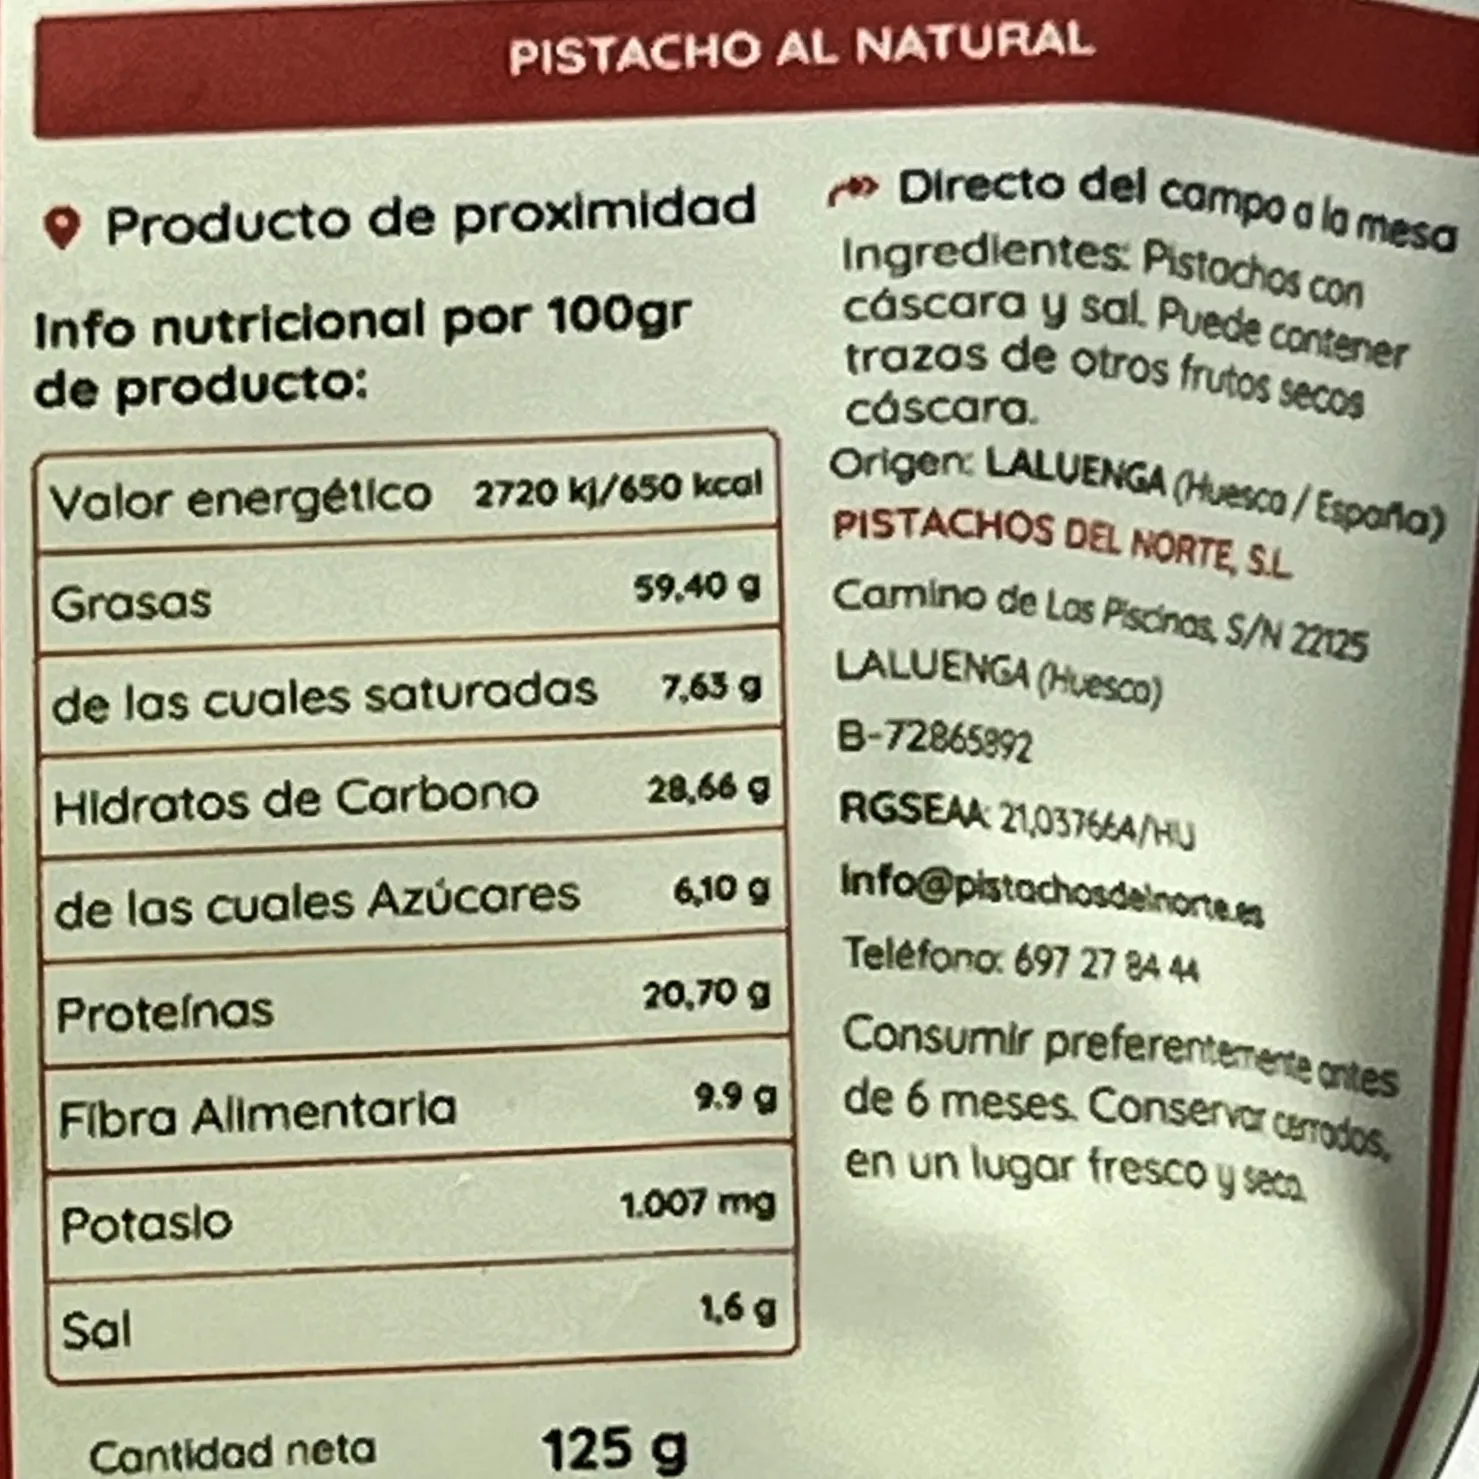 PISTACHO AL NATURAL
Producto de proximidad
Info nutricional por 100gr
de producto:
Valor energético 2720 kj/650 kcal
Grasas 59,40 g
de las cuales saturadas 7,63 g
Hidratos de Carbono 28,66 g
de las cuales Azúcares 6,10 g
Proteínas 20,70 g
Fibra Alimentaria 9.9 g
Potasio 1.007 mg
Sal 1,6 g
Cantidad neta 125 g
Directo del campo a la mesa
Ingredientes: Pistachos con
cáscara y sal. Puede contener
trazas de otros frutos secos
cáscara.
Origen: LALUENGA (Huesca / España)
PISTACHOS DEL NORTE, S.L
Camino de Las Piscinas, S/N 22125
LALUENGA (Huesca)
B-72865892
RGSEAA: 21,037664/HU
info@pistachosdelnorte.es
Teléfono: 697 27 84 44
Consumir preferentemente antes
de 6 meses. Conservar cerrados,
en un lugar fresco y seco.